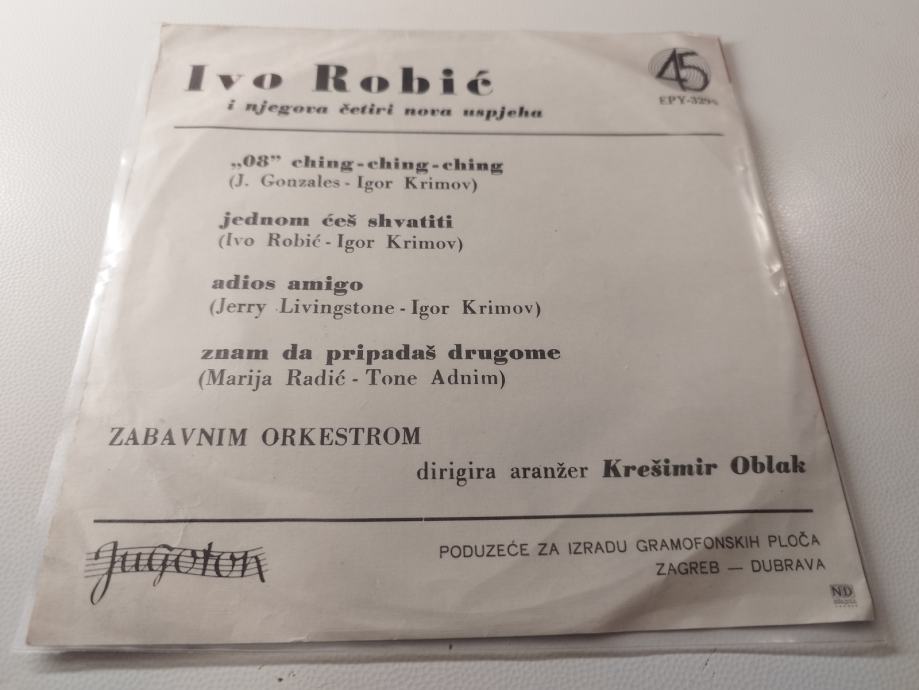 Ivo Robić
45
i njegova četiri nova uspjeha
„08” ching-ching-ching
(J. Gonzales - Igor Krimov)
jednom ćeš shvatiti
(Ivo Robić - Igor Krimov)
adios amigo
(Jerry Livingstone - Igor Krimov)
znam da pripadaš drugome
(Marija Radić - Tone Adnim)
ZABAVNIM ORKESTROM
dirigira aranžer Krešimir Oblak
Jugoton
PODUZEĆE ZA IZRADU GRAMOFONSKIH PLOČA
ZAGREB — DUBRAVA
ND